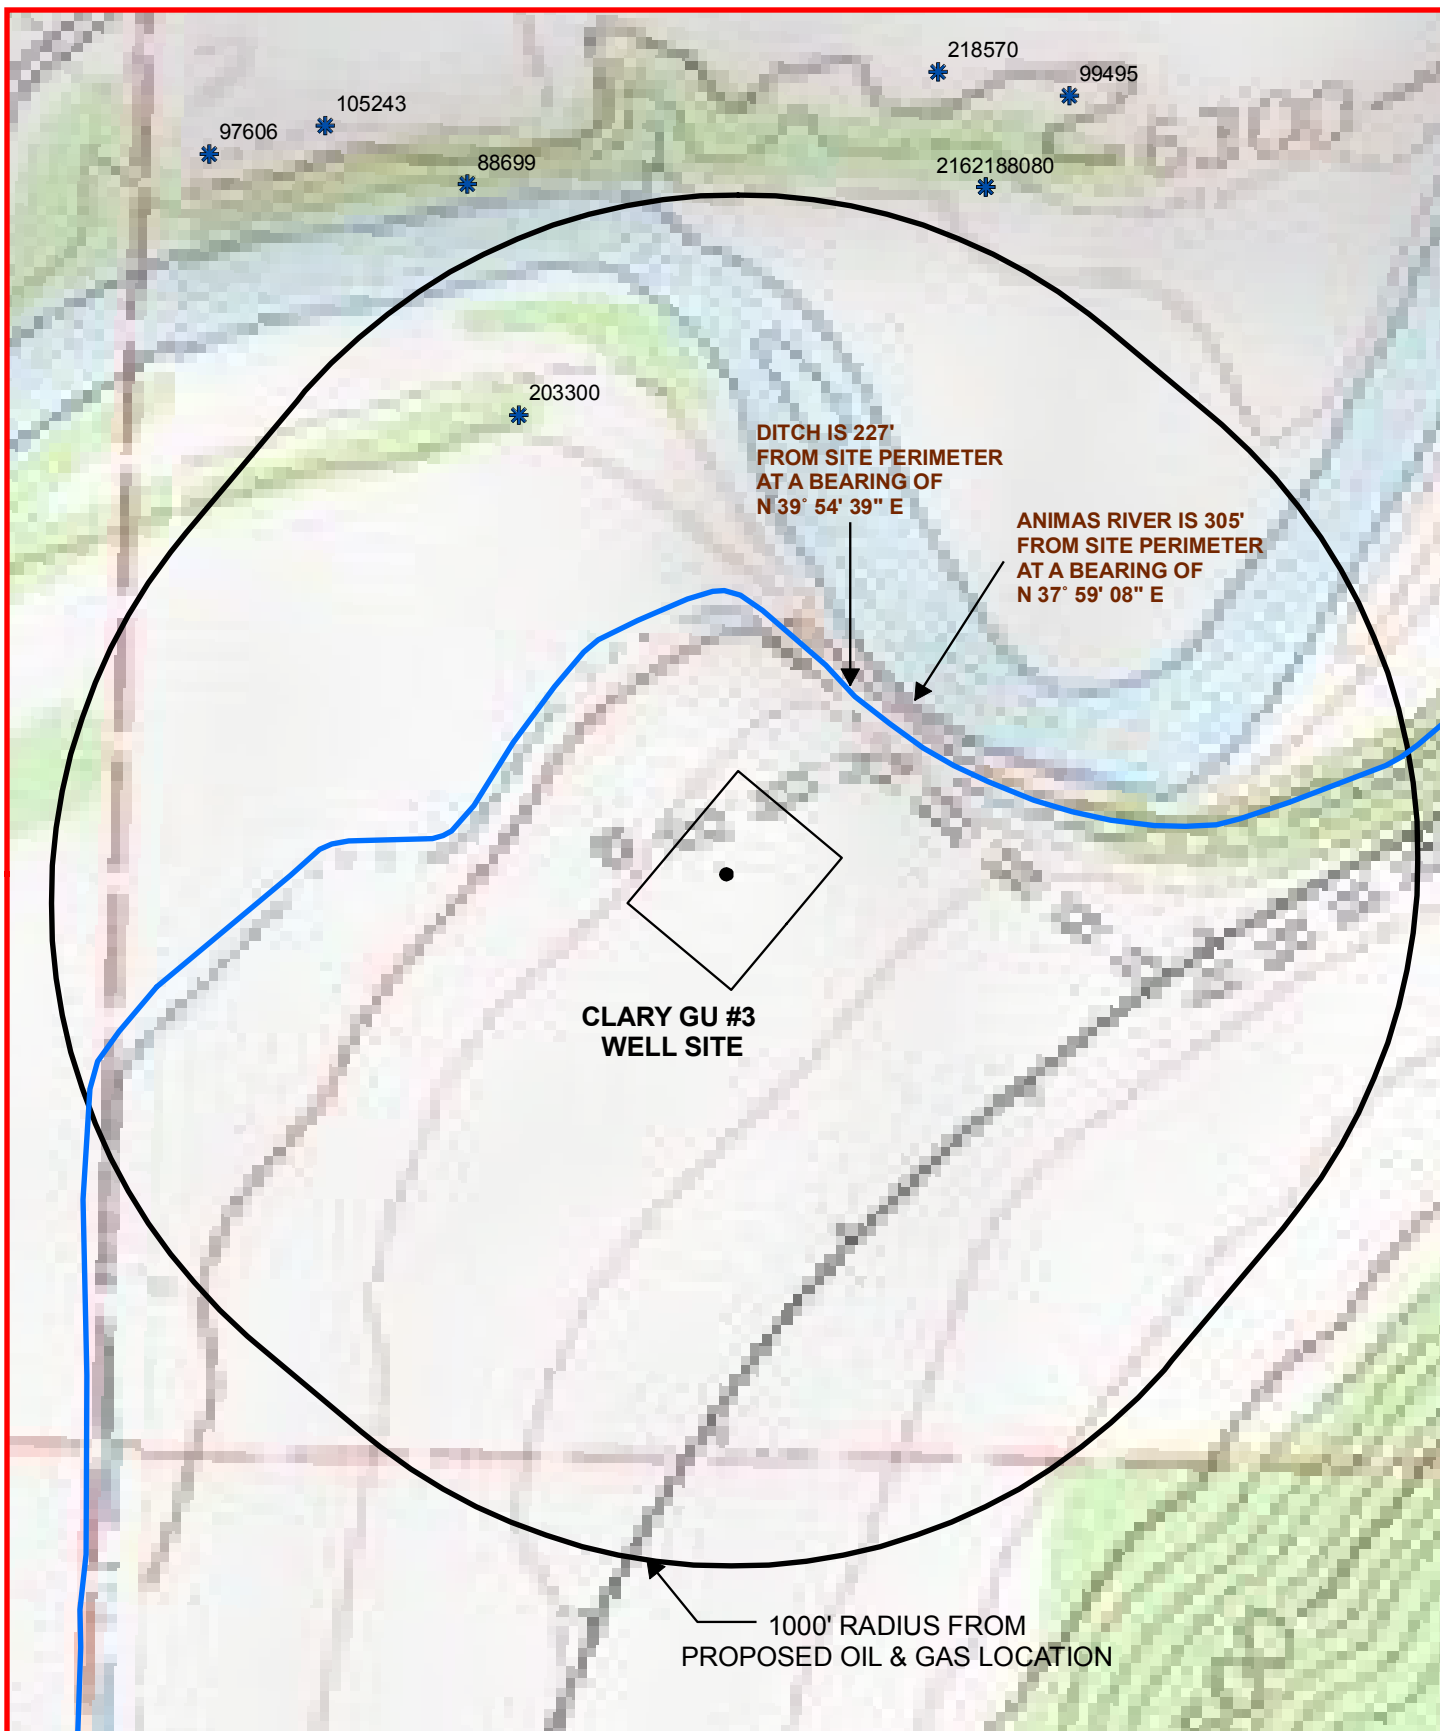 218570
99495
105243
97606
88699
2162188080
6300
203300
DITCH IS 227'
FROM SITE PERIMETER
AT A BEARING OF
N 39° 54' 39" E
ANIMAS RIVER IS 305'
FROM SITE PERIMETER
AT A BEARING OF
N 37° 59' 08" E
CLARY GU #3
WELL SITE
1000' RADIUS FROM
PROPOSED OIL & GAS LOCATION